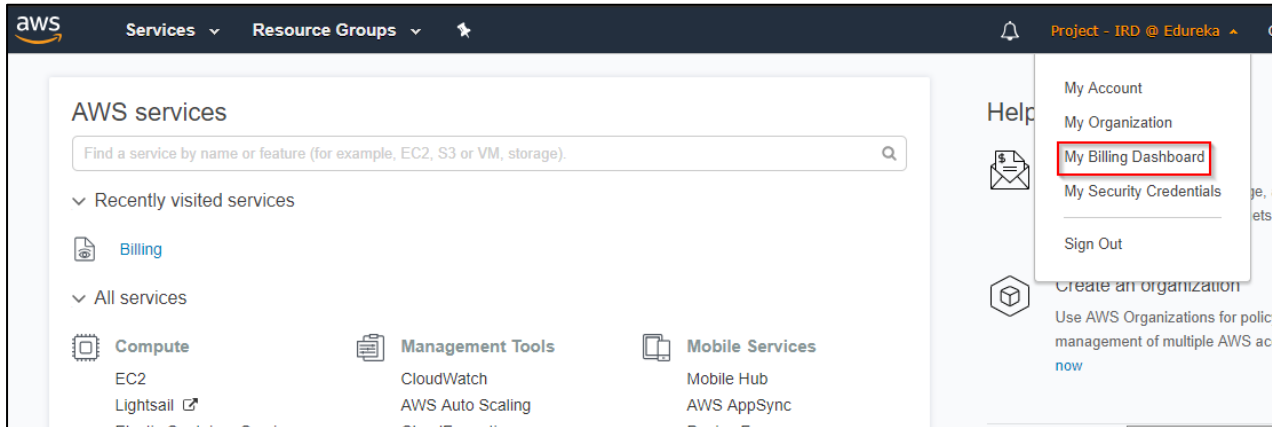 aws Services Resource Groups Project - IRD @ Edureka
AWS services
Find a service by name or feature (for example, EC2, S3 or VM, storage).
Recently visited services
Billing
All services
Compute
EC2
Lightsail
Management Tools
CloudWatch
AWS Auto Scaling
Mobile Services
Mobile Hub
AWS AppSync
Help
My Account
My Organization
My Billing Dashboard
My Security Credentials
Sign Out
Create an organization
Use AWS Organizations for polic
management of multiple AWS ac
now